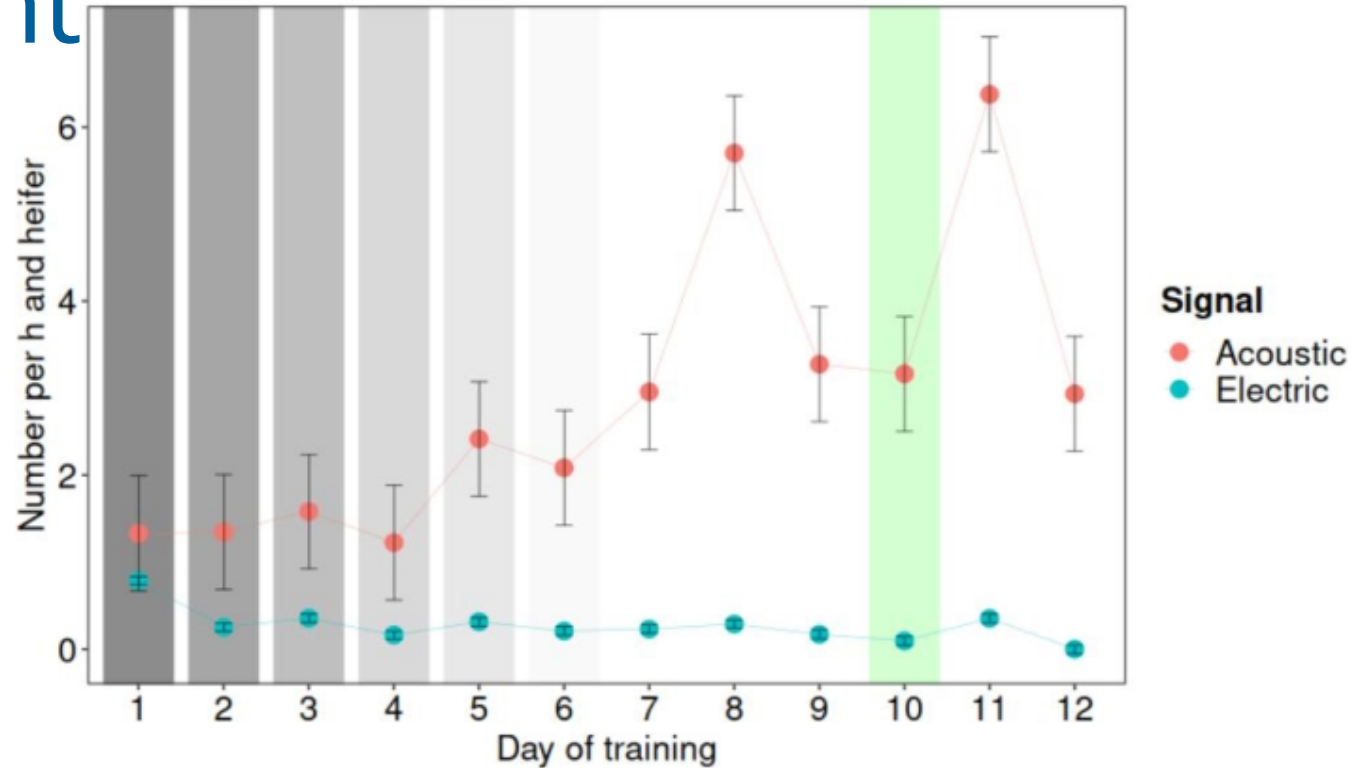 nt
6
4
2
0
Number per h and heifer
1 2 3 4 5 6 7 8 9 10 11 12
Day of training
Signal
Acoustic
Electric